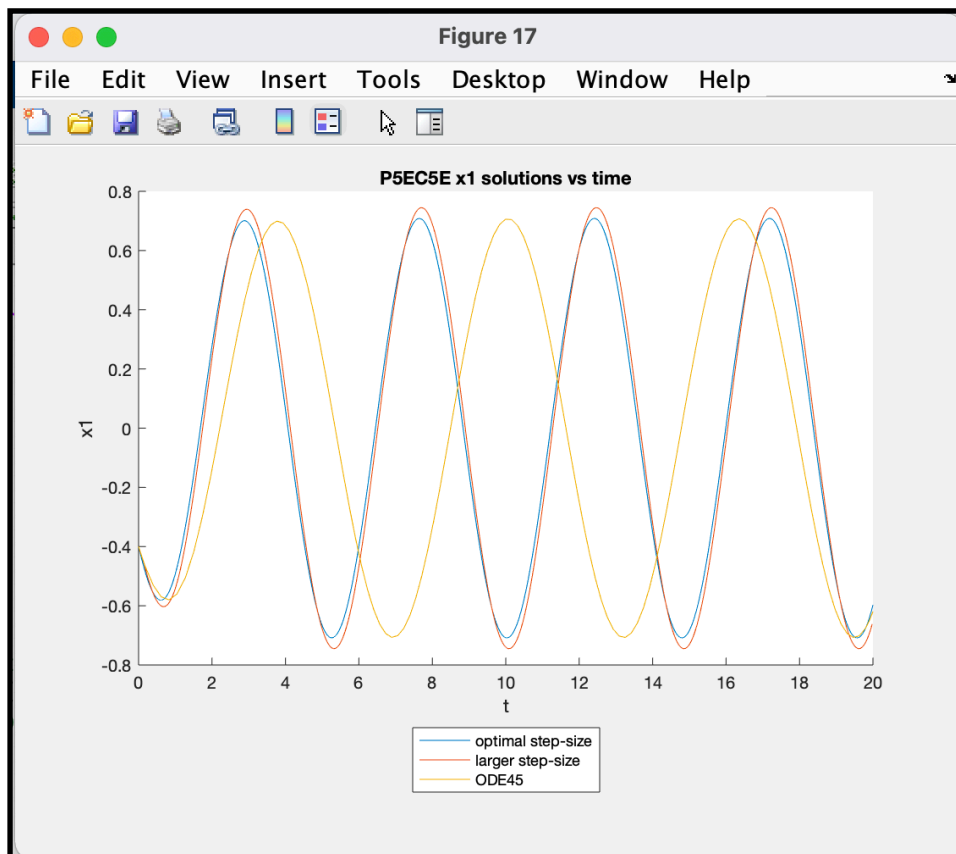 Figure 17
File Edit View Insert Tools Desktop Window Help
P5EC5E x1 solutions vs time
0.8
0.6
0.4
0.2
0
-0.2
-0.4
-0.6
-0.8
x1
0 2 4 6 8 10 12 14 16 18 20
t
optimal step-size
larger step-size
ODE45